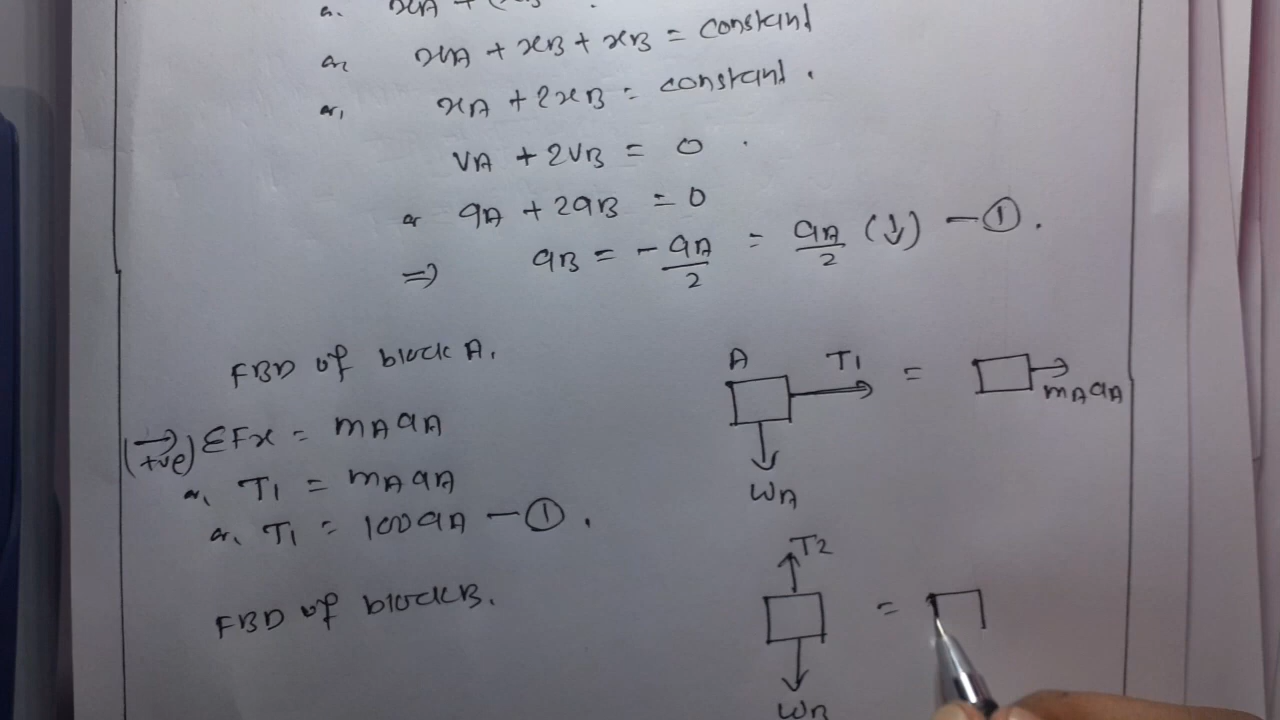 xA + xB + xB = constant
or, xA + 2xB = constant.
vA + 2vB = 0.
or aA + 2aB = 0
⇒ aB = -aA/2 = aA/2 (↓) — ①.
FBD of block A.
A T1 = mAaA
(→ +ve) ΣFx = mAaA
or, T1 = mAaA
WA
or, T1 = 100aA — ①.
T2
FBD of block B.
=
WB